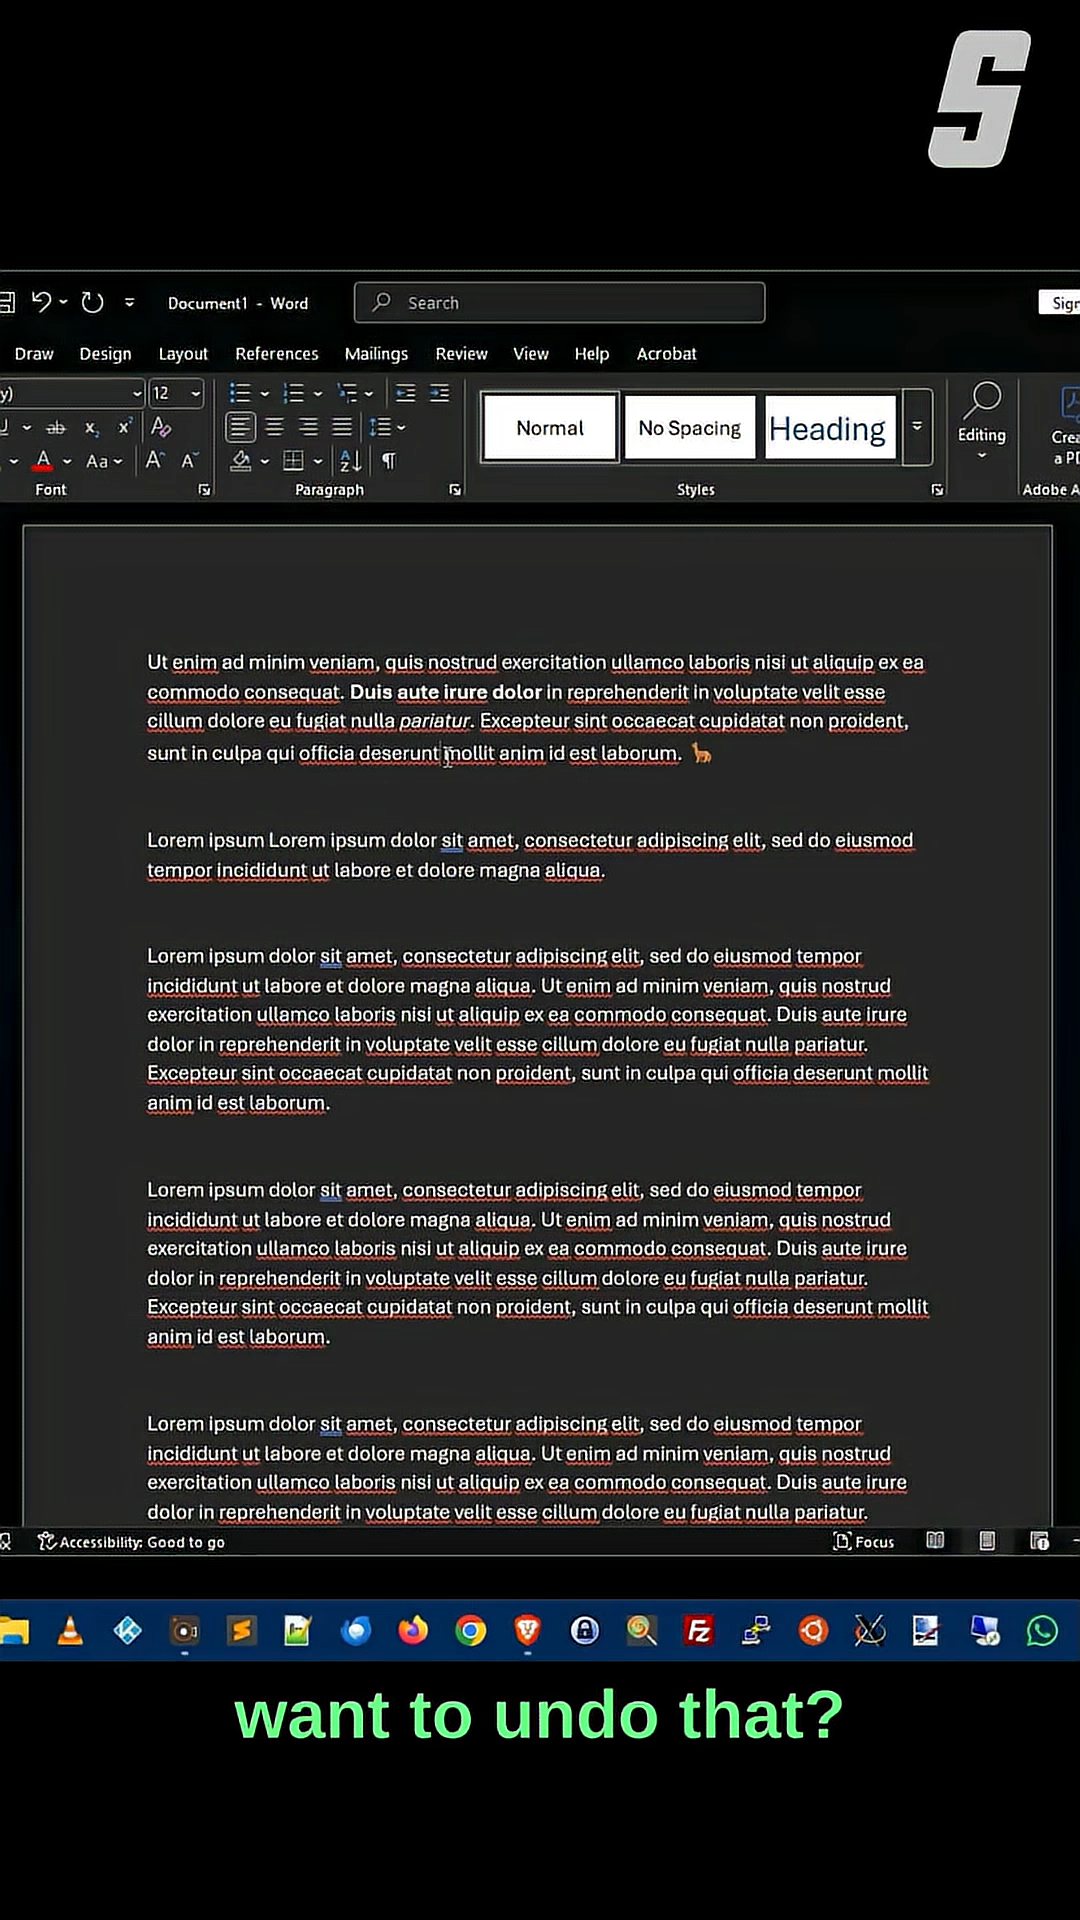 S
Document1 - Word
Search
Sign
Draw Design Layout References Mailings Review View Help Acrobat
y) 12
Normal No Spacing Heading
Editing
Crea
a PD
Font Paragraph Styles Adobe A
Ut enim ad minim veniam, quis nostrud exercitation ullamco laboris nisi ut aliquip ex ea
commodo consequat. Duis aute irure dolor in reprehenderit in voluptate velit esse
cillum dolore eu fugiat nulla pariatur. Excepteur sint occaecat cupidatat non proident,
sunt in culpa qui officia deserunt mollit anim id est laborum. 🦙
Lorem ipsum Lorem ipsum dolor sit amet, consectetur adipiscing elit, sed do eiusmod
tempor incididunt ut labore et dolore magna aliqua.
Lorem ipsum dolor sit amet, consectetur adipiscing elit, sed do eiusmod tempor
incididunt ut labore et dolore magna aliqua. Ut enim ad minim veniam, quis nostrud
exercitation ullamco laboris nisi ut aliquip ex ea commodo consequat. Duis aute irure
dolor in reprehenderit in voluptate velit esse cillum dolore eu fugiat nulla pariatur.
Excepteur sint occaecat cupidatat non proident, sunt in culpa qui officia deserunt mollit
anim id est laborum.
Lorem ipsum dolor sit amet, consectetur adipiscing elit, sed do eiusmod tempor
incididunt ut labore et dolore magna aliqua. Ut enim ad minim veniam, quis nostrud
exercitation ullamco laboris nisi ut aliquip ex ea commodo consequat. Duis aute irure
dolor in reprehenderit in voluptate velit esse cillum dolore eu fugiat nulla pariatur.
Excepteur sint occaecat cupidatat non proident, sunt in culpa qui officia deserunt mollit
anim id est laborum.
Lorem ipsum dolor sit amet, consectetur adipiscing elit, sed do eiusmod tempor
incididunt ut labore et dolore magna aliqua. Ut enim ad minim veniam, quis nostrud
exercitation ullamco laboris nisi ut aliquip ex ea commodo consequat. Duis aute irure
dolor in reprehenderit in voluptate velit esse cillum dolore eu fugiat nulla pariatur.
Accessibility: Good to go Focus
want to undo that?